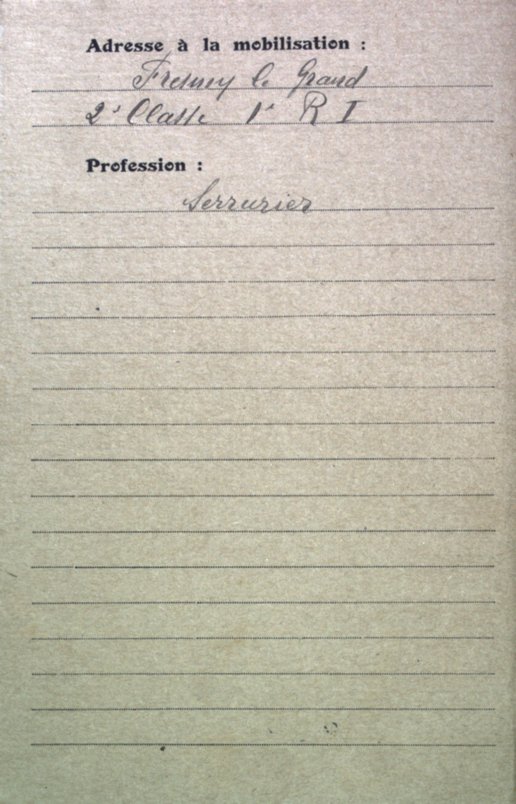 Adresse à la mobilisation :
Fresnoy le Grand
2e Classe 1er R I
Profession :
Serrurier